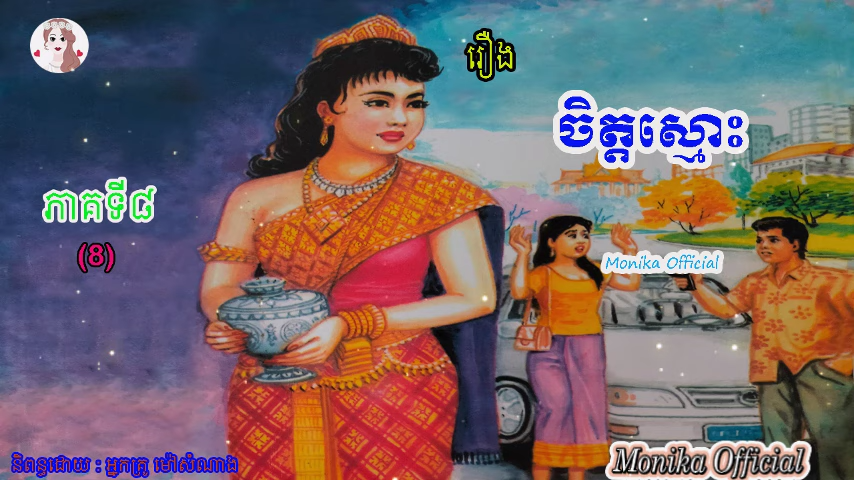 រឿង
ចិត្តស្មោះ
ភាគទី៨
(8)
Monika Official
និពន្ធដោយ : អ្នកគ្រូ ម៉ៅសំណាង
Monika Official